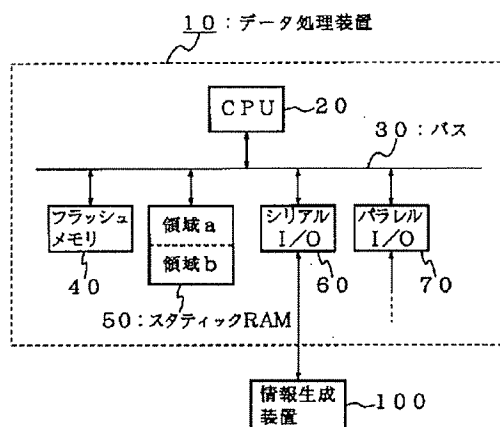 10:データ処理装置
CPU
20
30:バス
フラッシュ
メモリ
領域a
領域b
シリアル
I/O
パラレル
I/O
40
60
70
50:スタティックRAM
情報生成
装置
100